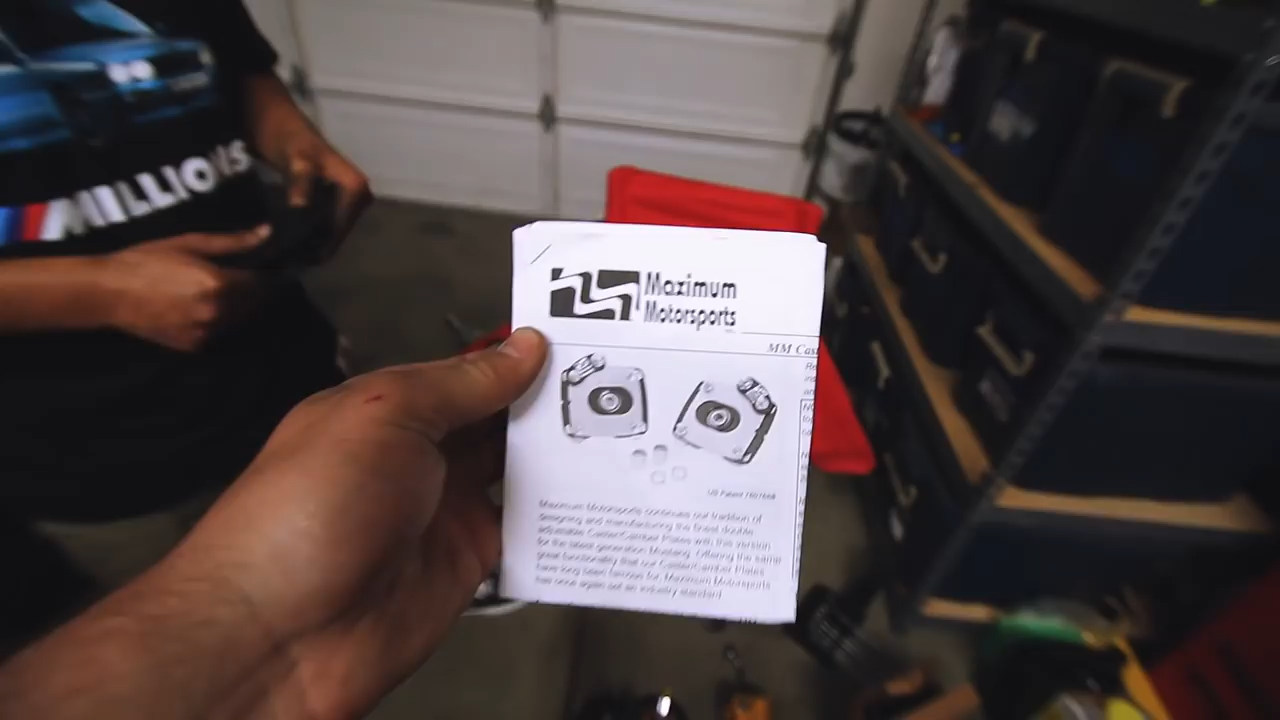 MILLIONS
Maximum
Motorsports
MM Cas
US Patent
Maximum Motorsports continues our tradition of
designing and manufacturing the finest double
adjustable Caster/Camber Plates with this version
for the latest generation Mustang. Offering the same
great functionality that our Caster/Camber Plates
have long been famous for, Maximum Motorsports
has once again set an industry standard.